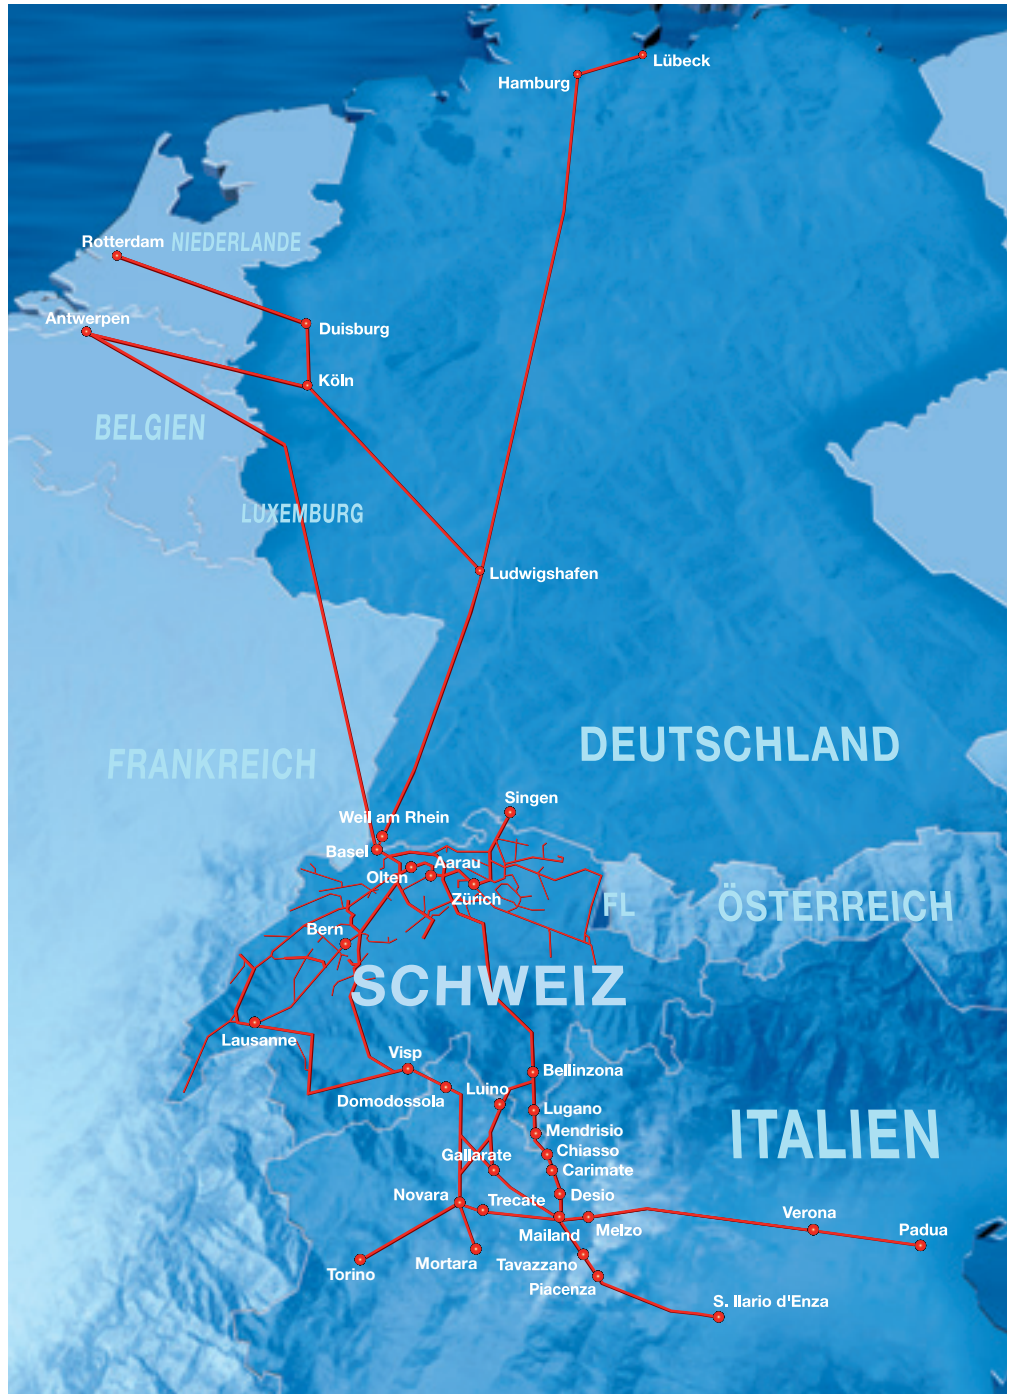 Lübeck
Hamburg
NIEDERLANDE
Rotterdam
Antwerpen
Duisburg
Köln
BELGIEN
LUXEMBURG
Ludwigshafen
DEUTSCHLAND
FRANKREICH
Singen
Weil am Rhein
Basel
Aarau
Olten
Zürich
FL
ÖSTERREICH
Bern
SCHWEIZ
Lausanne
Visp
Bellinzona
Luino
Domodossola
Lugano
Mendrisio
ITALIEN
Chiasso
Gallarate
Carimate
Desio
Novara
Trecate
Verona
Mailand
Melzo
Padua
Mortara
Tavazzano
Torino
Piacenza
S. Ilario d'Enza